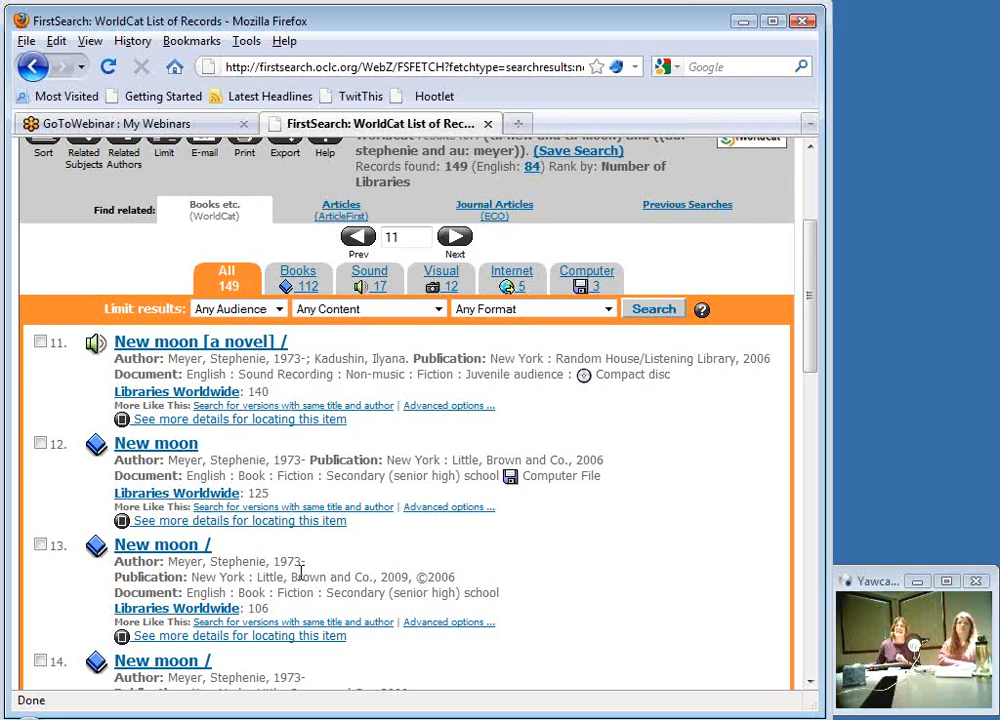 FirstSearch: WorldCat List of Records - Mozilla Firefox
File Edit View History Bookmarks Tools Help
http://firstsearch.oclc.org/WebZ/FSFETCH?fetchtype=searchresults:ne
Google
Most Visited Getting Started Latest Headlines TwitThis Hootlet
GoToWebinar : My Webinars
FirstSearch: WorldCat List of Rec...
Sort Related Subjects Related Authors Limit E-mail Print Export Help
stephenie and au: meyer)). (Save Search)
Records found: 149 (English: 84) Rank by: Number of
Libraries
Find related: Books etc. (WorldCat) Articles (ArticleFirst) Journal Articles (ECO) Previous Searches
11
Prev Next
All Books Sound Visual Internet Computer
149 112 17 12 5 3
Limit results: Any Audience Any Content Any Format Search ?
11. New moon [a novel] /
Author: Meyer, Stephenie, 1973-; Kadushin, Ilyana. Publication: New York : Random House/Listening Library, 2006
Document: English : Sound Recording : Non-music : Fiction : Juvenile audience : Compact disc
Libraries Worldwide: 140
More Like This: Search for versions with same title and author | Advanced options ...
See more details for locating this item
12. New moon
Author: Meyer, Stephenie, 1973- Publication: New York : Little, Brown and Co., 2006
Document: English : Book : Fiction : Secondary (senior high) school Computer File
Libraries Worldwide: 125
More Like This: Search for versions with same title and author | Advanced options ...
See more details for locating this item
13. New moon /
Author: Meyer, Stephenie, 1973-
Publication: New York : Little, Brown and Co., 2009, ©2006
Document: English : Book : Fiction : Secondary (senior high) school
Libraries Worldwide: 106
More Like This: Search for versions with same title and author | Advanced options ...
See more details for locating this item
14. New moon /
Author: Meyer, Stephenie, 1973-
Done
Yawca...